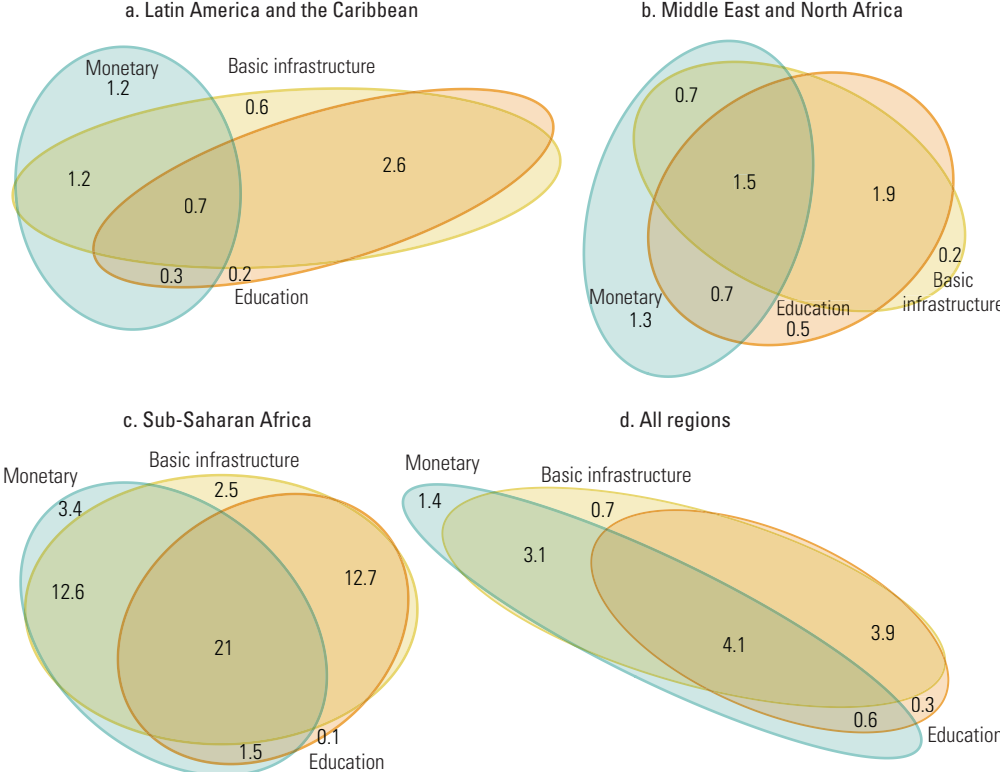 a. Latin America and the Caribbean
Monetary
1.2
Basic infrastructure
0.6
1.2
2.6
0.7
0.3
0.2
Education
b. Middle East and North Africa
0.7
1.5
1.9
0.2
Basic
infrastructure
Monetary
1.3
0.7
Education
0.5
c. Sub-Saharan Africa
Monetary
3.4
Basic infrastructure
2.5
12.6
12.7
21
1.5
0.1
Education
d. All regions
Monetary
1.4
Basic infrastructure
0.7
3.1
4.1
3.9
0.6
0.3
Education